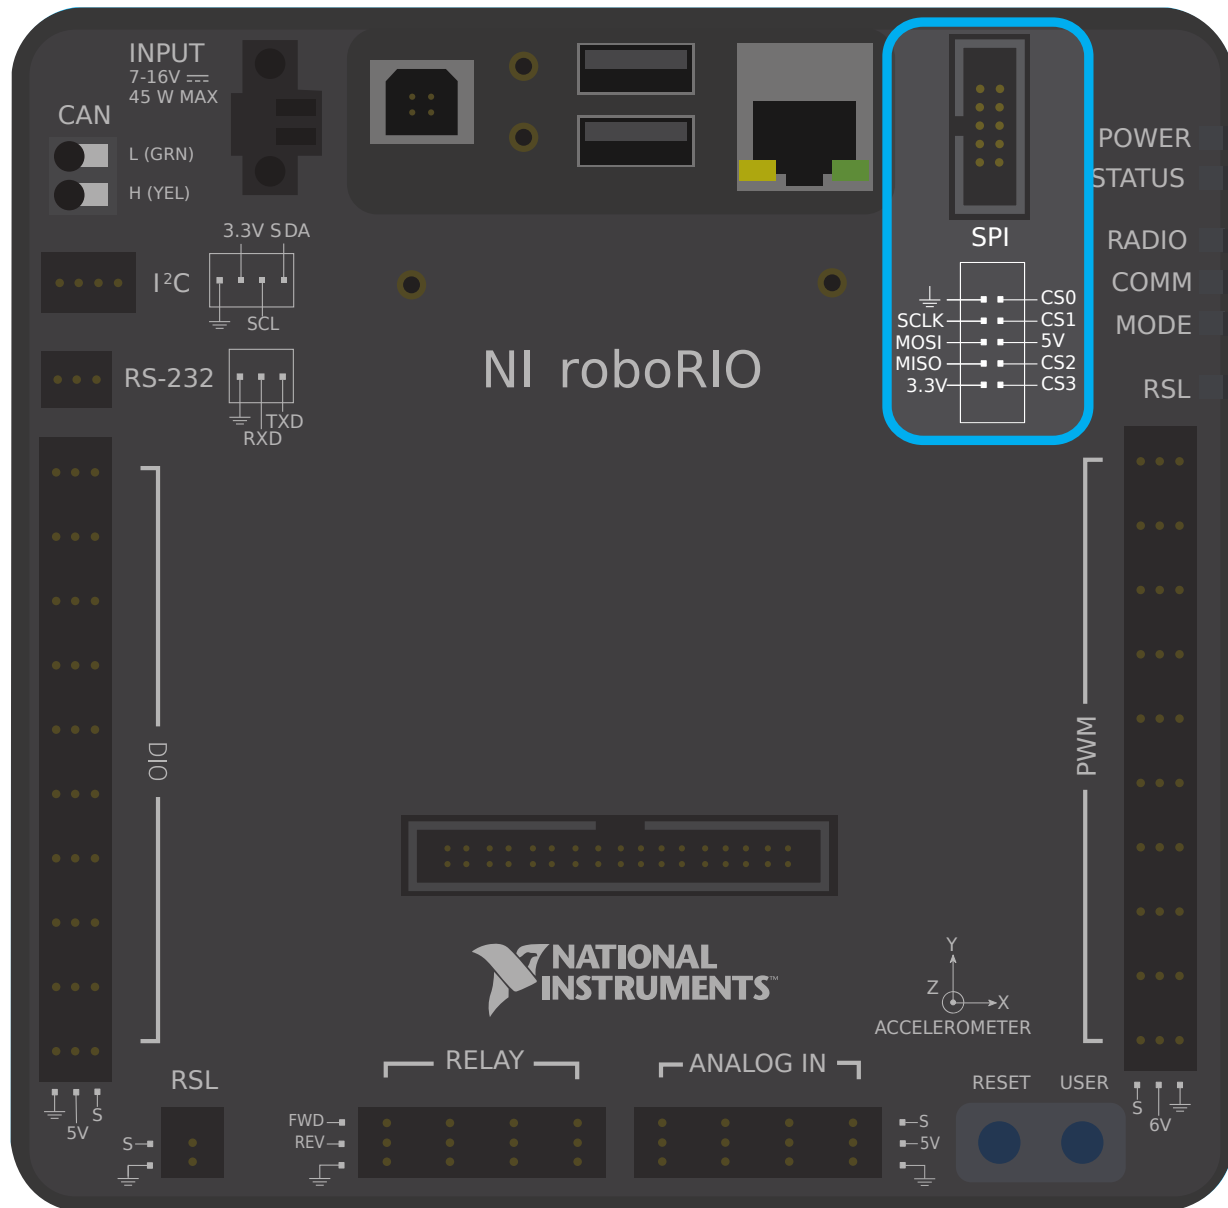 INPUT
7-16V
45 W MAX
CAN
L (GRN)
H (YEL)
3.3V SDA
I²C
SCL
RS-232
TXD
RXD
NI roboRIO
SPI
CS0
SCLK CS1
MOSI 5V
MISO CS2
3.3V CS3
POWER
STATUS
RADIO
COMM
MODE
RSL
DIO
PWM
NATIONAL
INSTRUMENTS™
Y
Z
X
ACCELEROMETER
RSL
RELAY
ANALOG IN
RESET USER
S
5V
S
FWD
REV
S
5V
S
6V